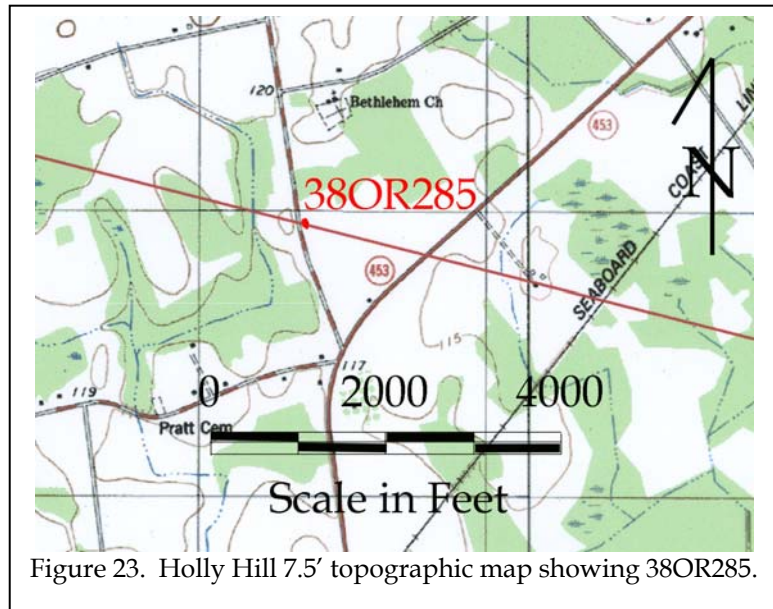 120
Bethlehem Ch
453
LIN
COAST
N
38OR285
453
SEABOARD
115
117
119
0 2000 4000
Pratt Cem
Scale in Feet
Figure 23. Holly Hill 7.5′ topographic map showing 38OR285.